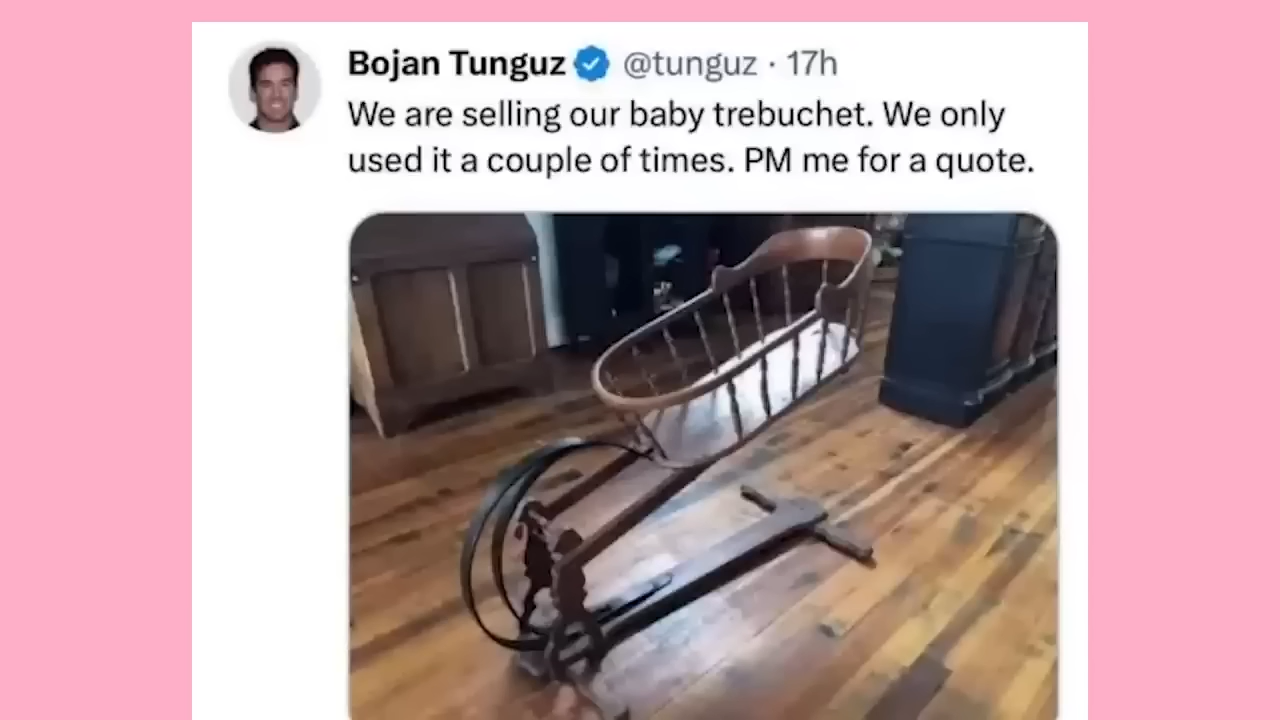 Bojan Tunguz @tunguz · 17h
We are selling our baby trebuchet. We only
used it a couple of times. PM me for a quote.